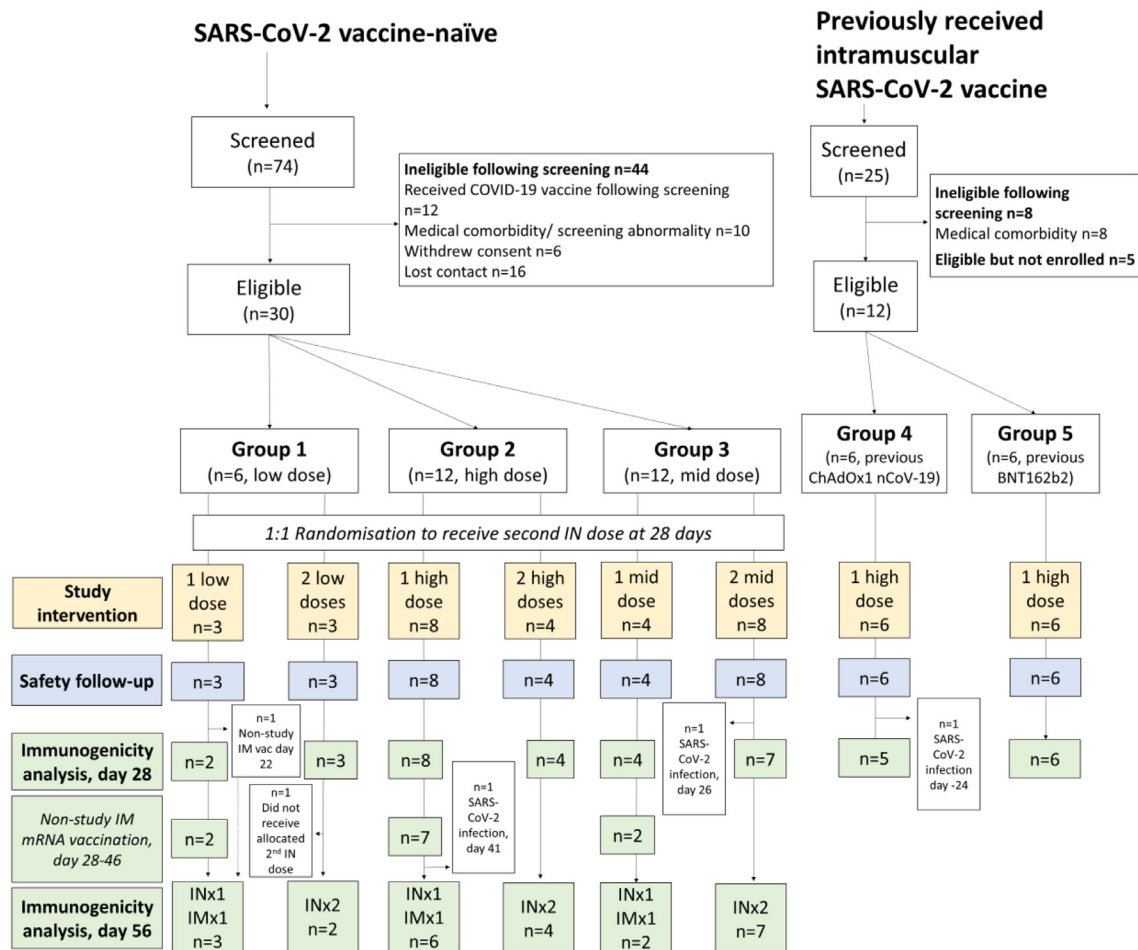 SARS-CoV-2 vaccine-naïve
Previously received
intramuscular
SARS-CoV-2 vaccine
Screened
(n=74)
Ineligible following screening n=44
Received COVID-19 vaccine following screening
n=12
Medical comorbidity/ screening abnormality n=10
Withdrew consent n=6
Lost contact n=16
Eligible
(n=30)
Screened
(n=25)
Ineligible following
screening n=8
Medical comorbidity n=8
Eligible but not enrolled n=5
Eligible
(n=12)
Group 1
(n=6, low dose)
Group 2
(n=12, high dose)
Group 3
(n=12, mid dose)
Group 4
(n=6, previous
ChAdOx1 nCoV-19)
Group 5
(n=6, previous
BNT162b2)
1:1 Randomisation to receive second IN dose at 28 days
Study
intervention
1 low
dose
n=3
2 low
doses
n=3
1 high
dose
n=8
2 high
doses
n=4
1 mid
dose
n=4
2 mid
doses
n=8
1 high
dose
n=6
1 high
dose
n=6
Safety follow-up
n=3
n=3
n=8
n=4
n=4
n=8
n=6
n=6
n=1
Non-study
IM vac day
22
n=1
SARS-
CoV-2
infection,
day 26
n=1
SARS-
CoV-2
infection
day -24
Immunogenicity
analysis, day 28
n=2
n=3
n=8
n=4
n=4
n=7
n=5
n=6
n=1
Did not
receive
allocated
2nd IN
dose
n=1
SARS-
CoV-2
infection,
day 41
Non-study IM
mRNA vaccination,
day 28-46
n=2
n=7
n=2
Immunogenicity
analysis, day 56
INx1
IMx1
n=3
INx2
n=2
INx1
IMx1
n=6
INx2
n=4
INx1
IMx1
n=2
INx2
n=7